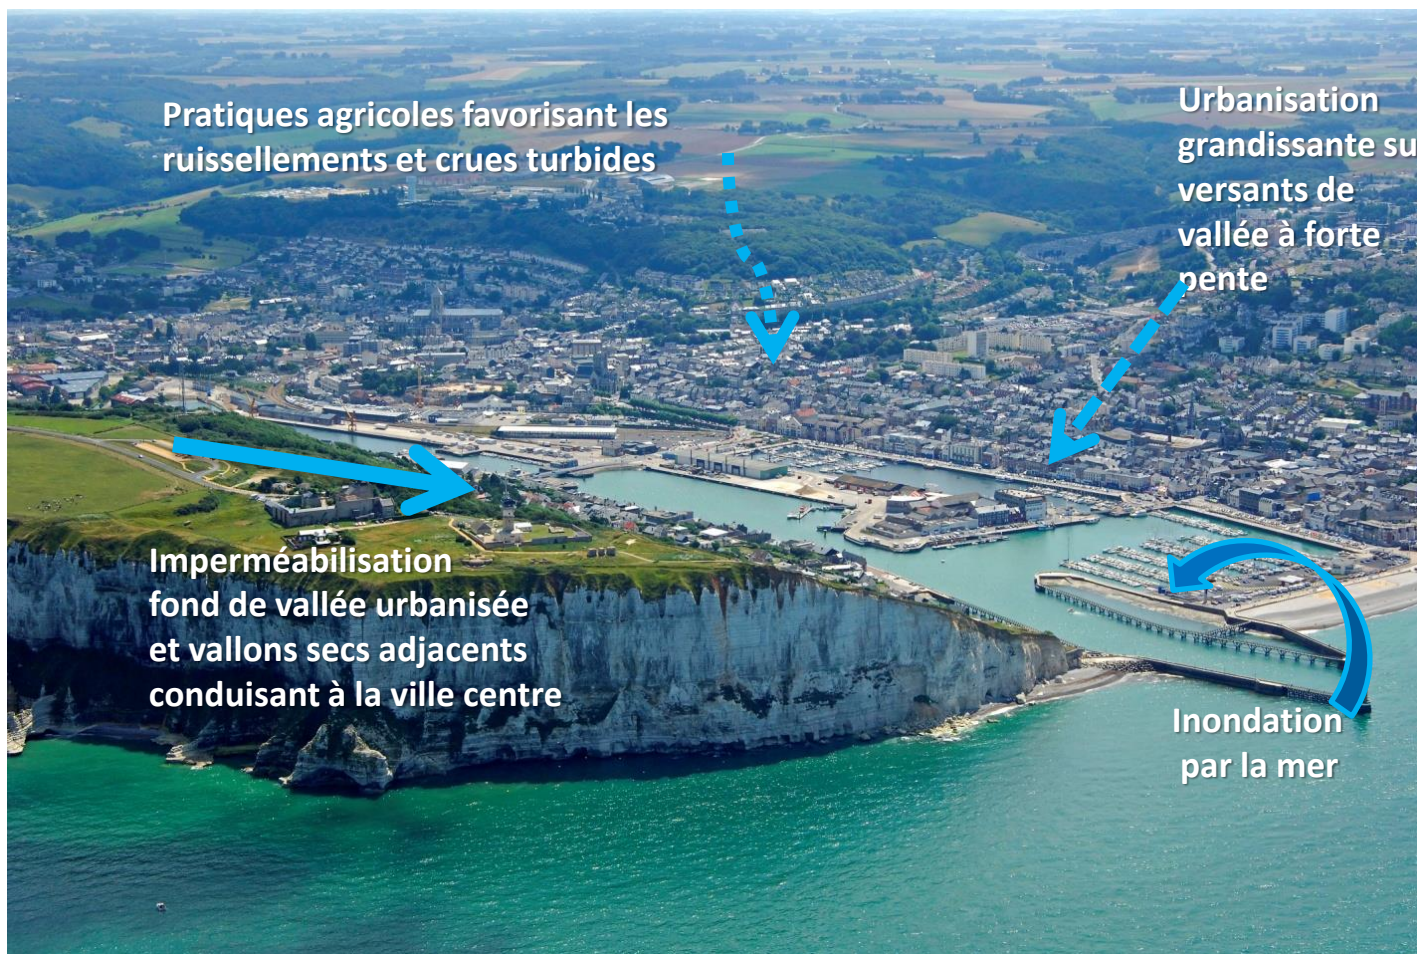 Pratiques agricoles favorisant les
ruissellements et crues turbides
Urbanisation
grandissante su
versants de
vallée à forte
pente
Imperméabilisation
fond de vallée urbanisée
et vallons secs adjacents
conduisant à la ville centre
Inondation
par la mer